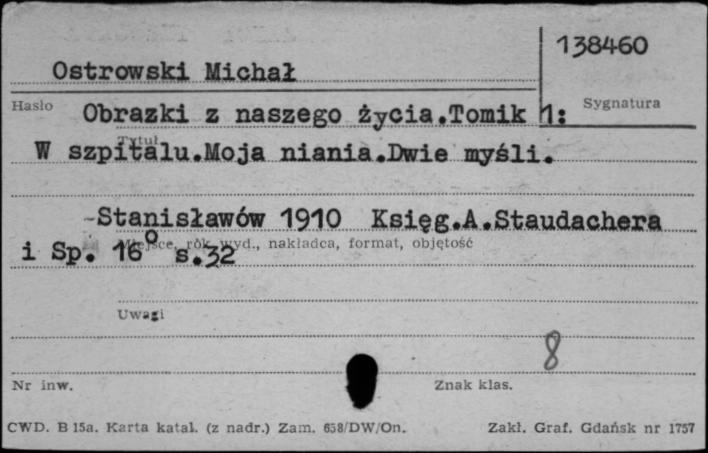 138460
Ostrowski Michał
Hasło
Sygnatura
Obrazki z naszego życia.Tomik 1:
Tytuł
W szpitalu.Moja niania.Dwie myśli.
-Stanisławów 1910 Księg.A.Staudachera
Miejsce, rok wyd., nakładca, format, objętość
i Sp. 16° s.32
Uwagi
8
Nr inw.
Znak klas.
CWD. B 15a. Karta katal. (z nadr.) Zam. 658/DW/On.
Zakł. Graf. Gdańsk nr 1757